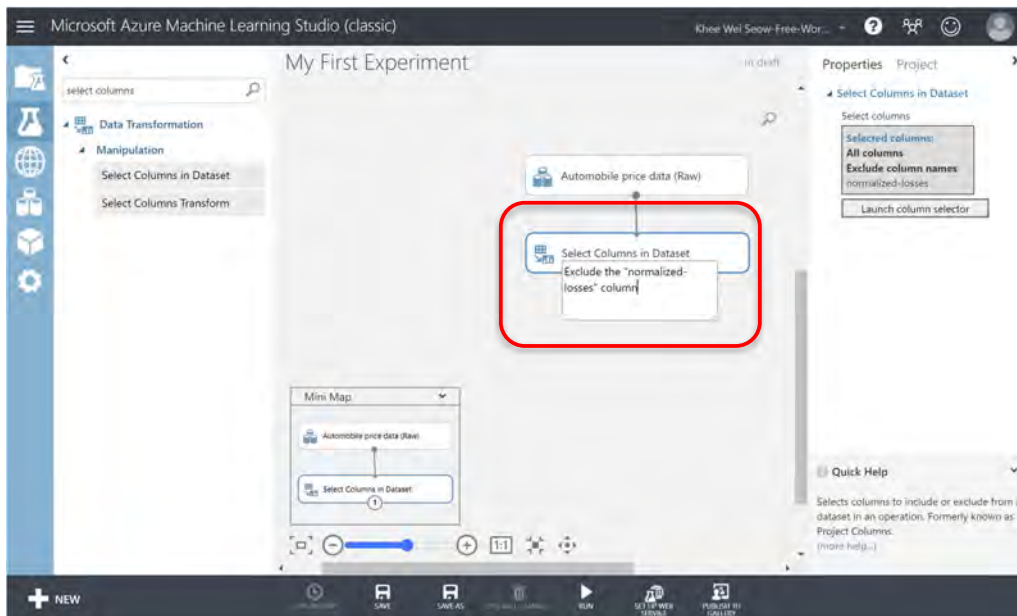 Microsoft Azure Machine Learning Studio (classic)
Khee Wei Seow-Free-Wor...
?
select columns
Data Transformation
Manipulation
Select Columns in Dataset
Select Columns Transform
My First Experiment
In draft
Automobile price data (Raw)
Select Columns in Dataset
Exclude the "normalized-
losses" column
Mini Map
Automobile price data (Raw)
Select Columns in Dataset
1
1:1
Properties Project
Select Columns in Dataset
Select columns
Selected columns:
All columns
Exclude column names
normalized-losses
Launch column selector
Quick Help
Selects columns to include or exclude from
dataset in an operation. Formerly known as
Project Columns.
(more help...)
NEW
SAVE
SAVE AS
RUN
SET UP WEB
SERVICE
PUBLISH TO
GALLERY